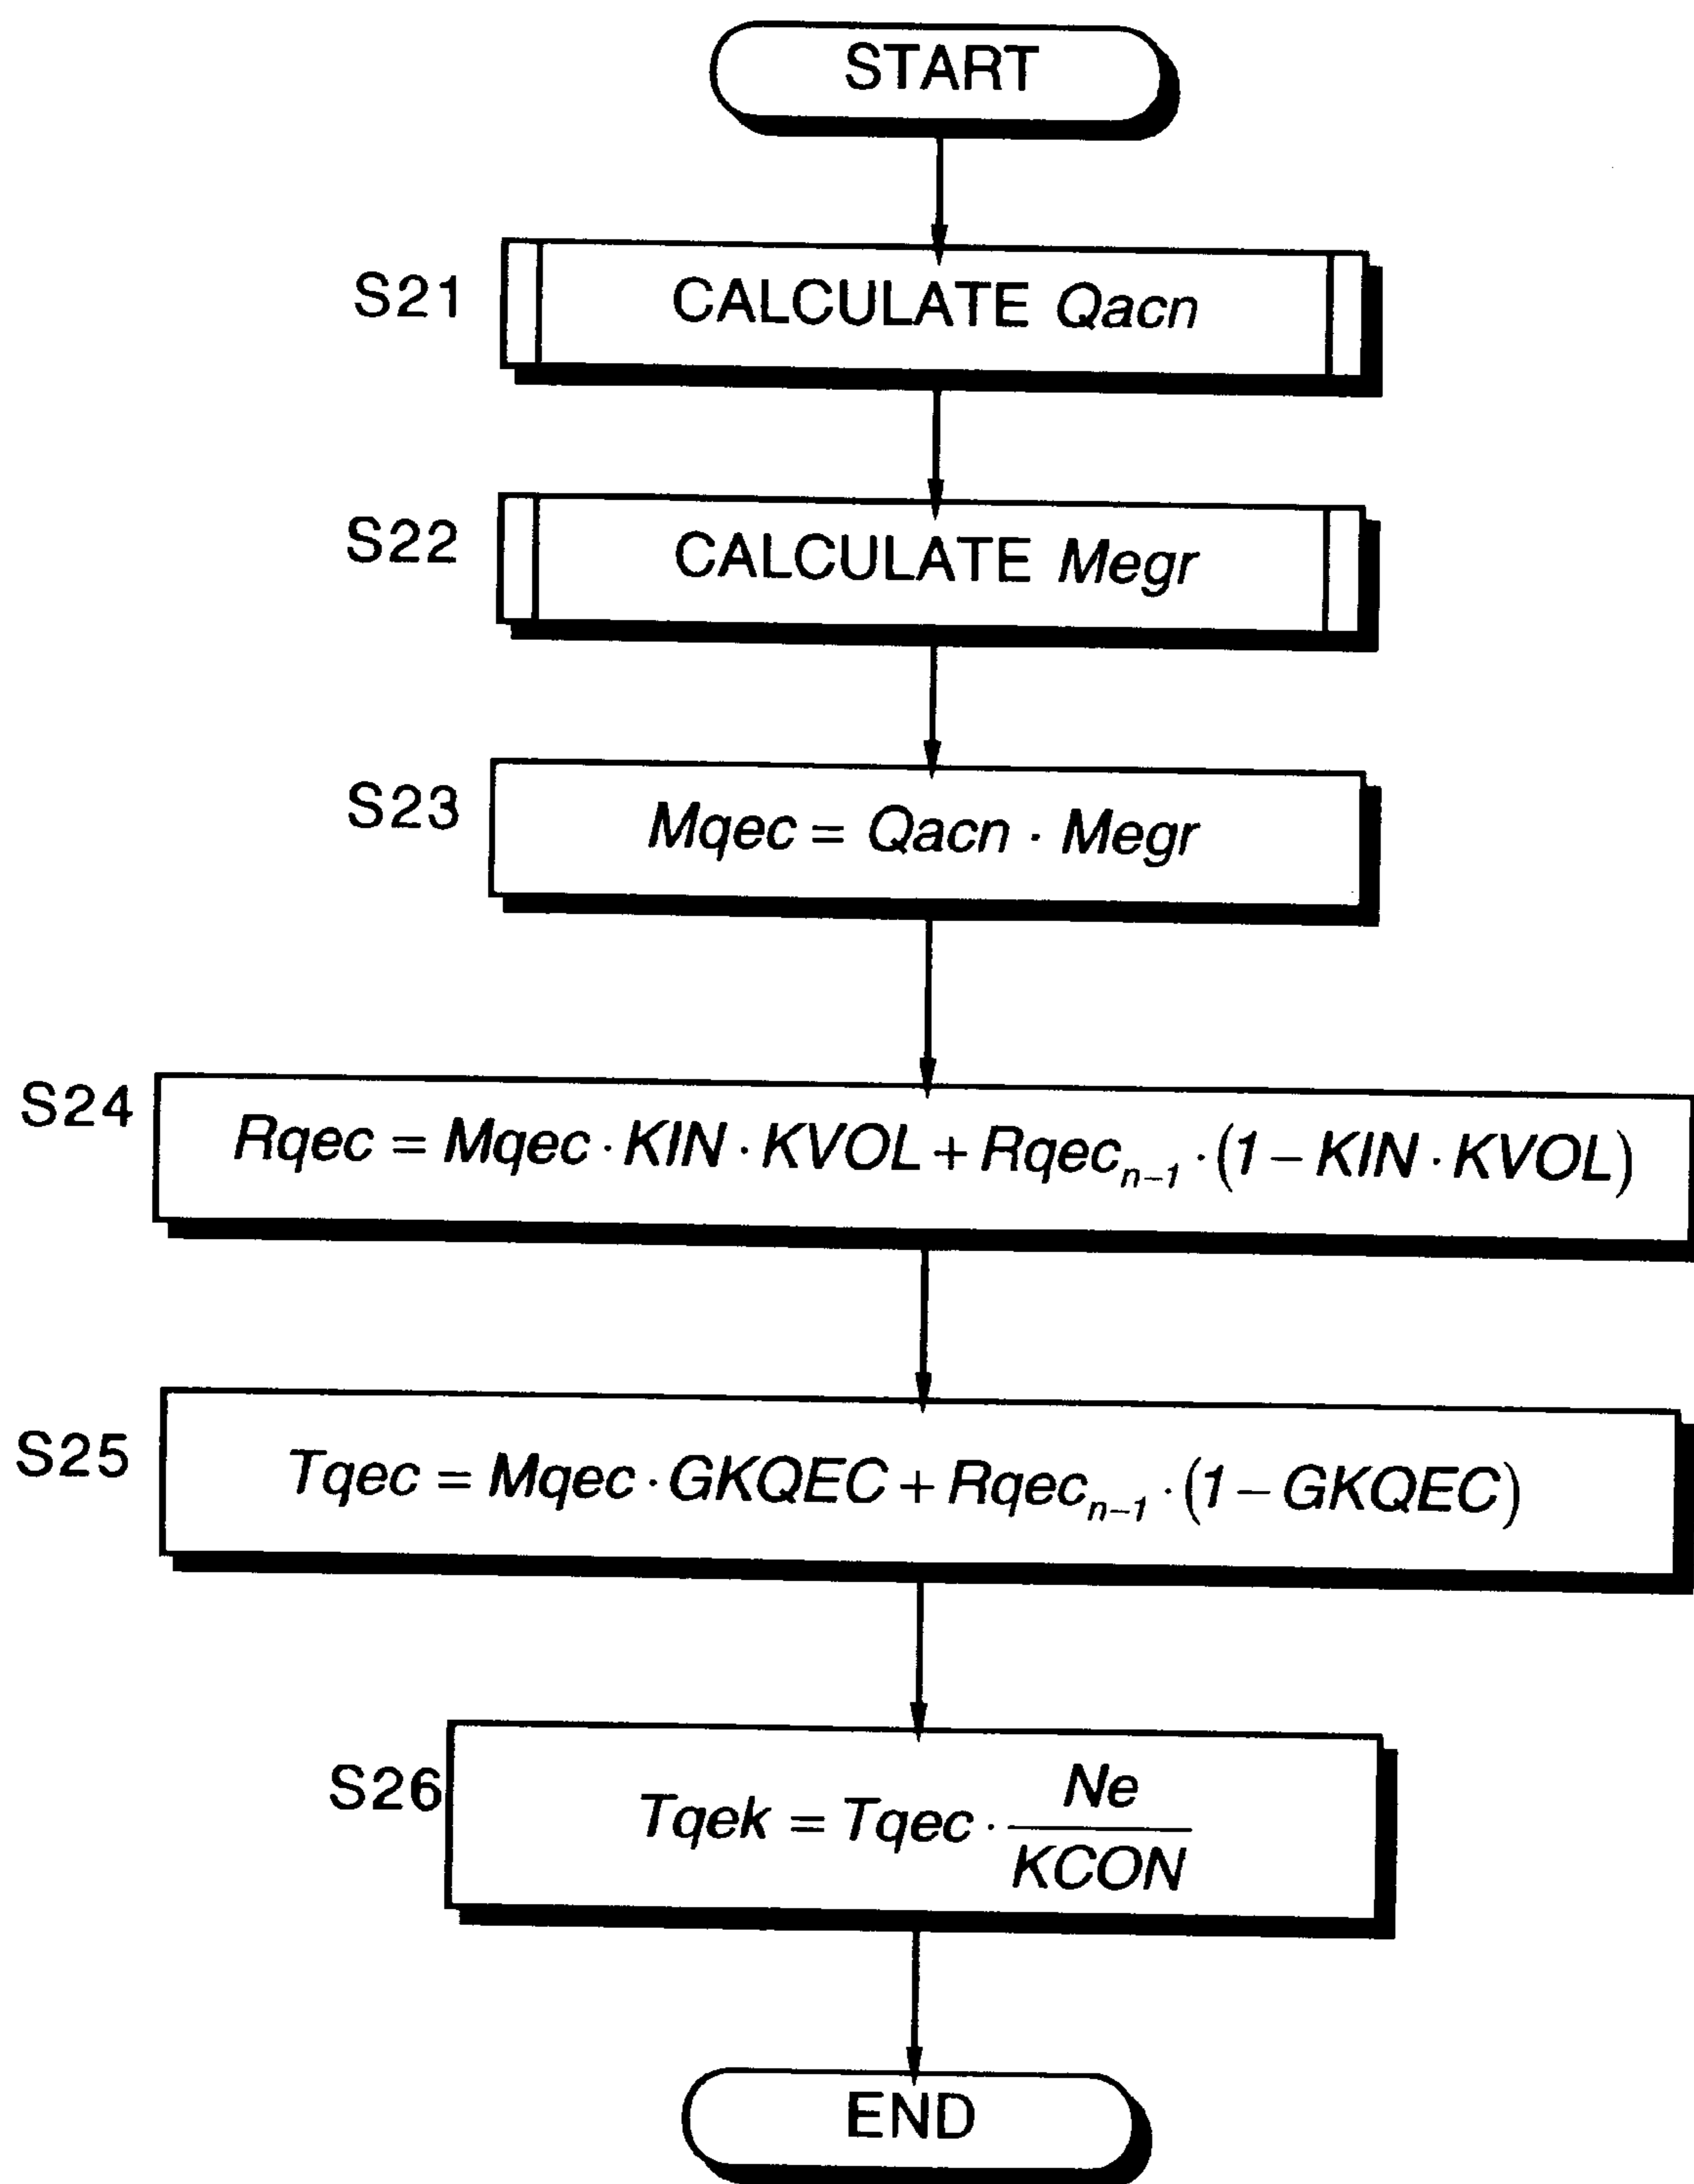 START
S21
CALCULATE Qacn
S22
CALCULATE Megr
S23
Mqec = Qacn · Megr
S24
Rqec = Mqec · KIN · KVOL + Rqecₙ₋₁ · (1 − KIN · KVOL)
S25
Tqec = Mqec · GKQEC + Rqecₙ₋₁ · (1 − GKQEC)
S26
Tqek = Tqec · Ne / KCON
END